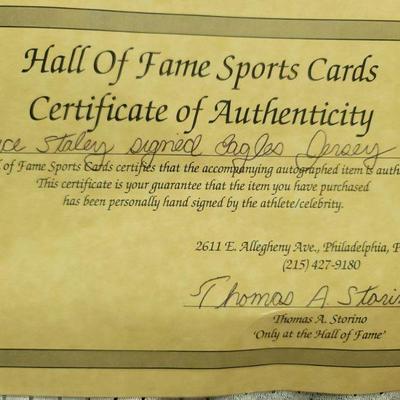 Hall Of Fame Sports Cards
Certificate of Authenticity
ce Staley signed Eagles Jersey
l of Fame Sports Cards certifies that the accompanying autographed item is auth
This certificate is your guarantee that the item you have purchased
has been personally hand signed by the athlete/celebrity.
2611 E. Allegheny Ave., Philadelphia, P
(215) 427-9180
Thomas A. Storin
Thomas A. Storino
'Only at the Hall of Fame'